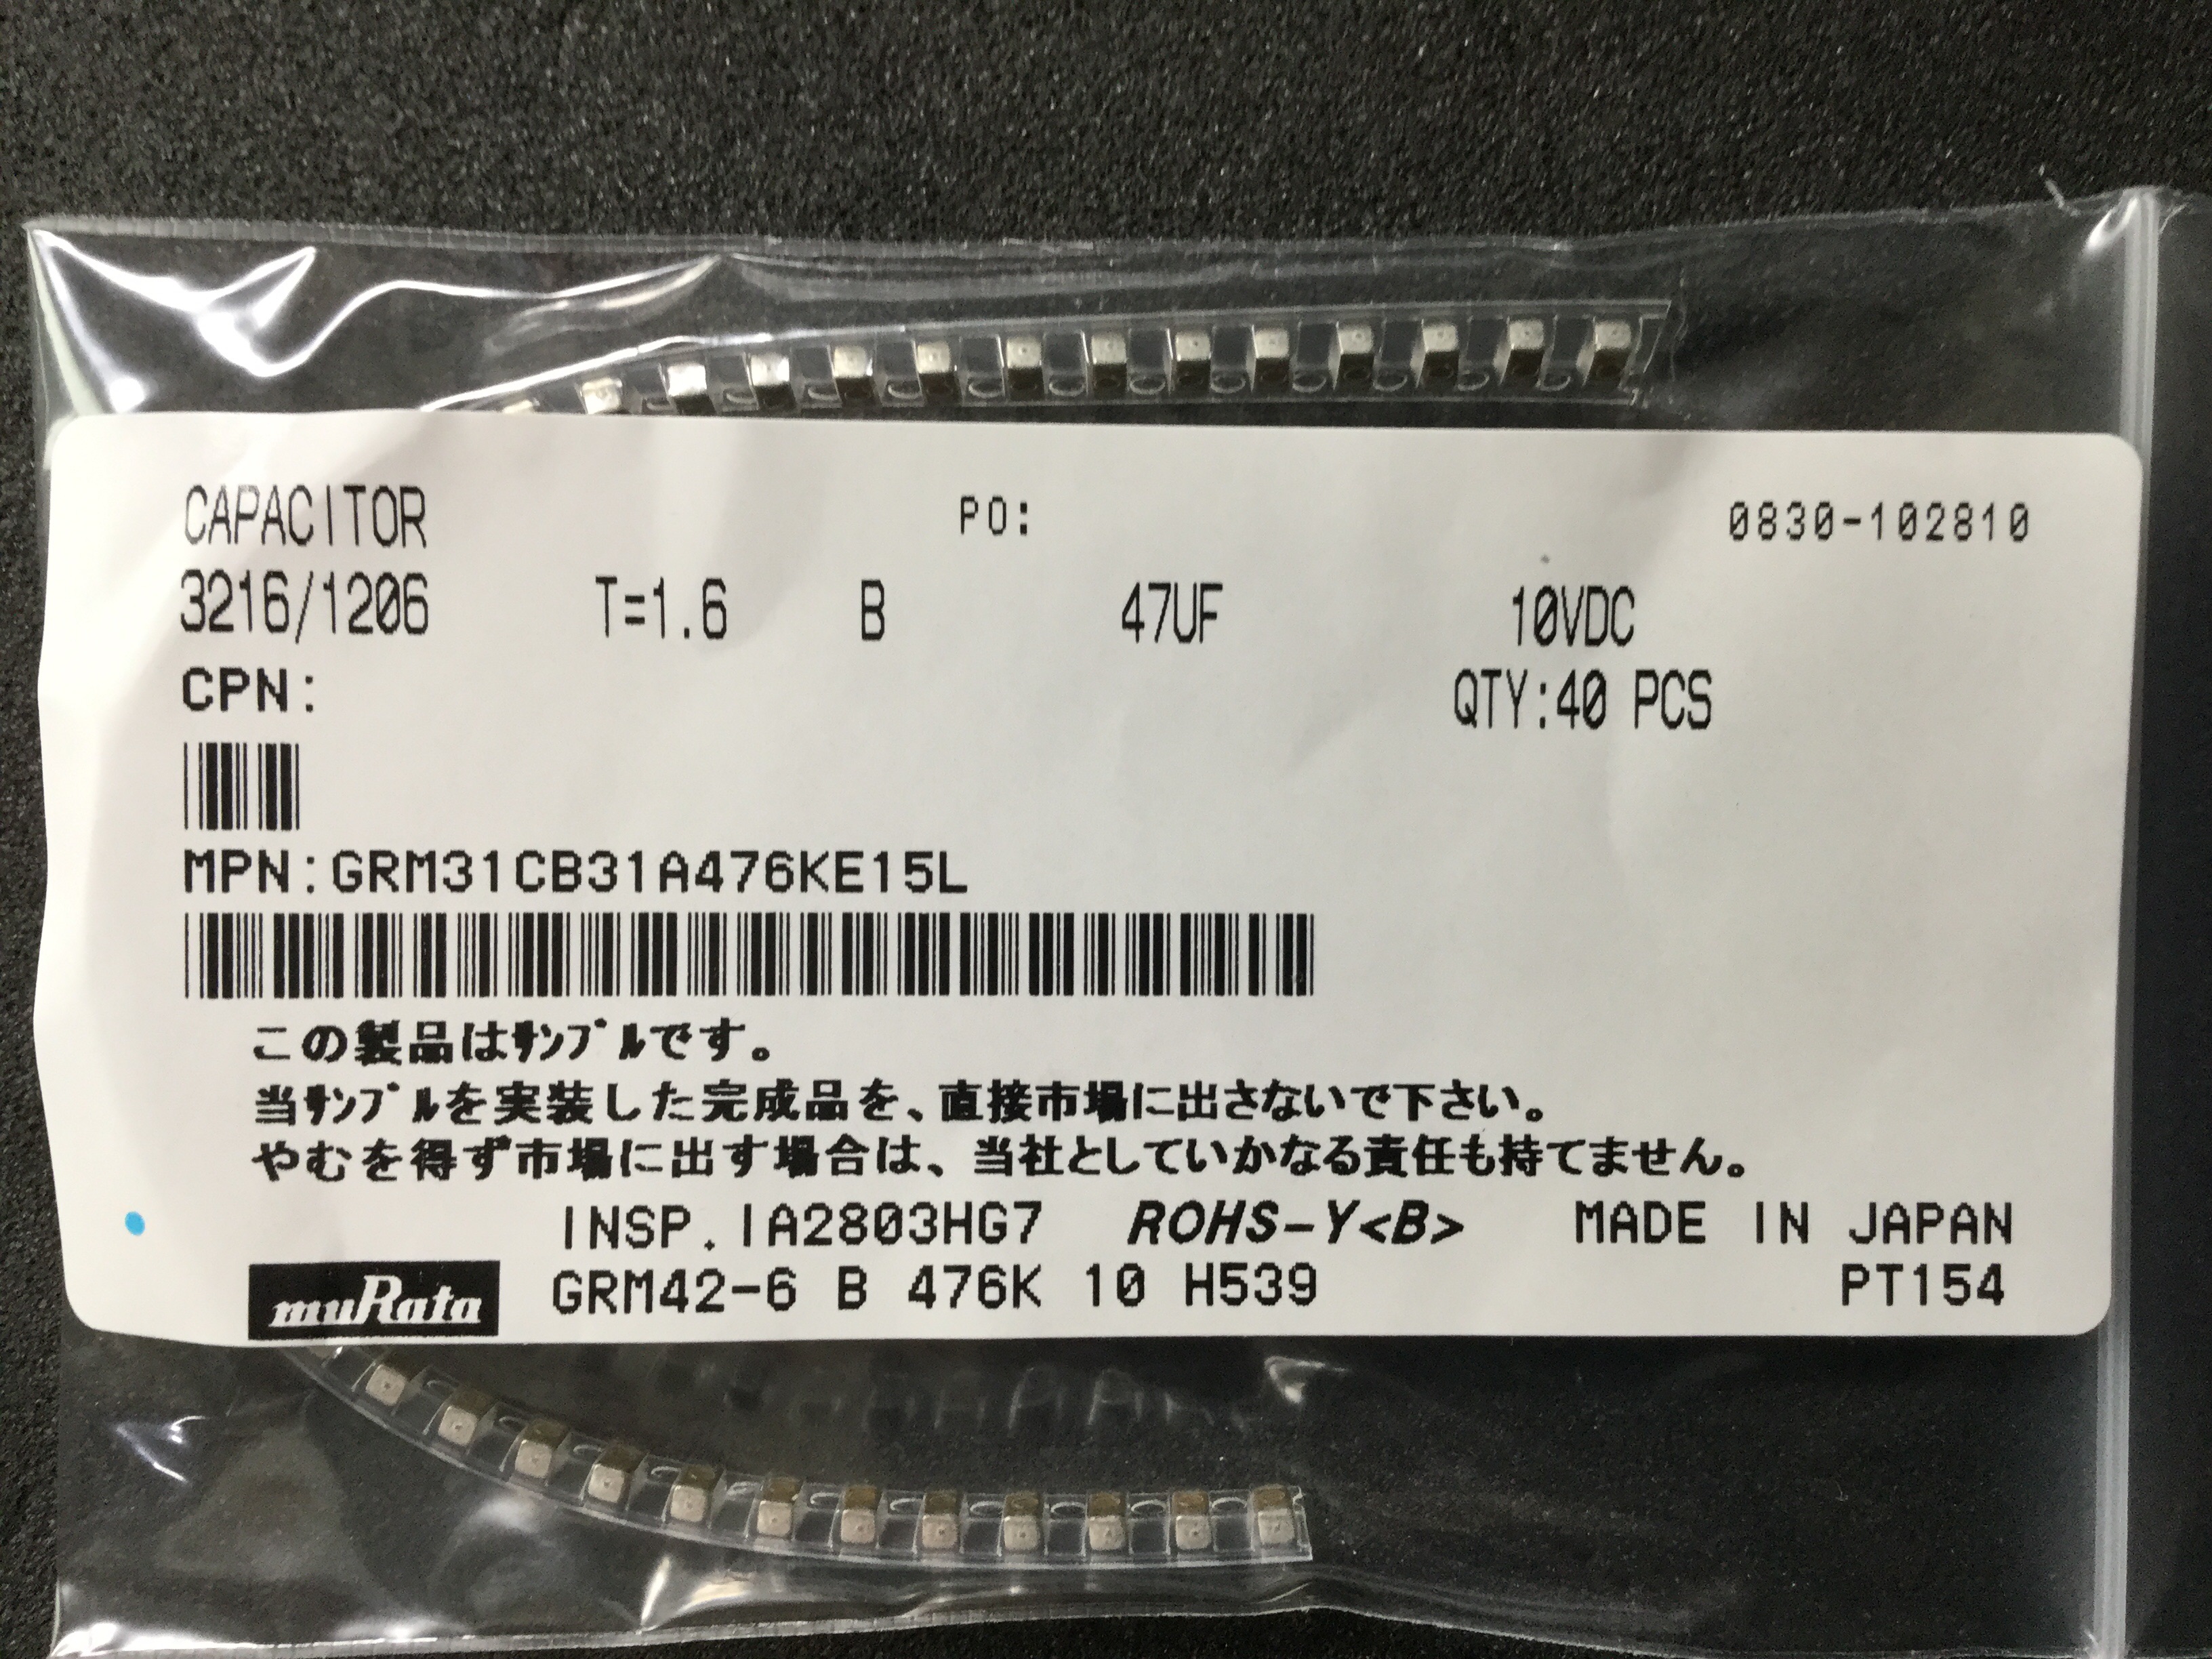 CAPACITOR PO: 0830-102810
3216/1206 T=1.6 B 47UF 10VDC
CPN: QTY:40 PCS
MPN:GRM31CB31A476KE15L
この製品はｻﾝﾌﾟﾙです。
当ｻﾝﾌﾟﾙを実装した完成品を、直接市場に出さないで下さい。
やむを得ず市場に出す場合は、当社としていかなる責任も持てません。
INSP.IA2803HG7 ROHS-Y<B> MADE IN JAPAN
muRata GRM42-6 B 476K 10 H539 PT154